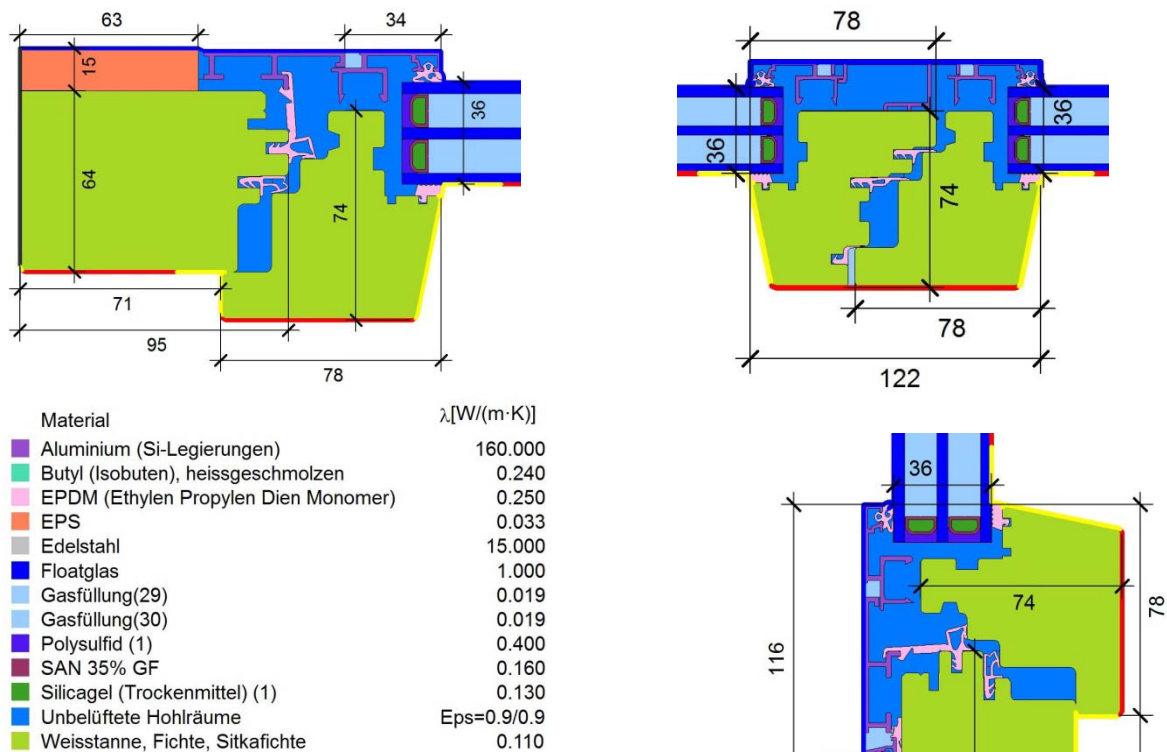 63
34
15
36
64
74
71
95
78
78
36
36
74
78
122
Material λ[W/(m·K)]
Aluminium (Si-Legierungen) 160.000
Butyl (Isobuten), heissgeschmolzen 0.240
EPDM (Ethylen Propylen Dien Monomer) 0.250
EPS 0.033
Edelstahl 15.000
Floatglas 1.000
Gasfüllung(29) 0.019
Gasfüllung(30) 0.019
Polysulfid (1) 0.400
SAN 35% GF 0.160
Silicagel (Trockenmittel) (1) 0.130
Unbelüftete Hohlräume Eps=0.9/0.9
Weisstanne, Fichte, Sitkafichte 0.110
36
74
78
116